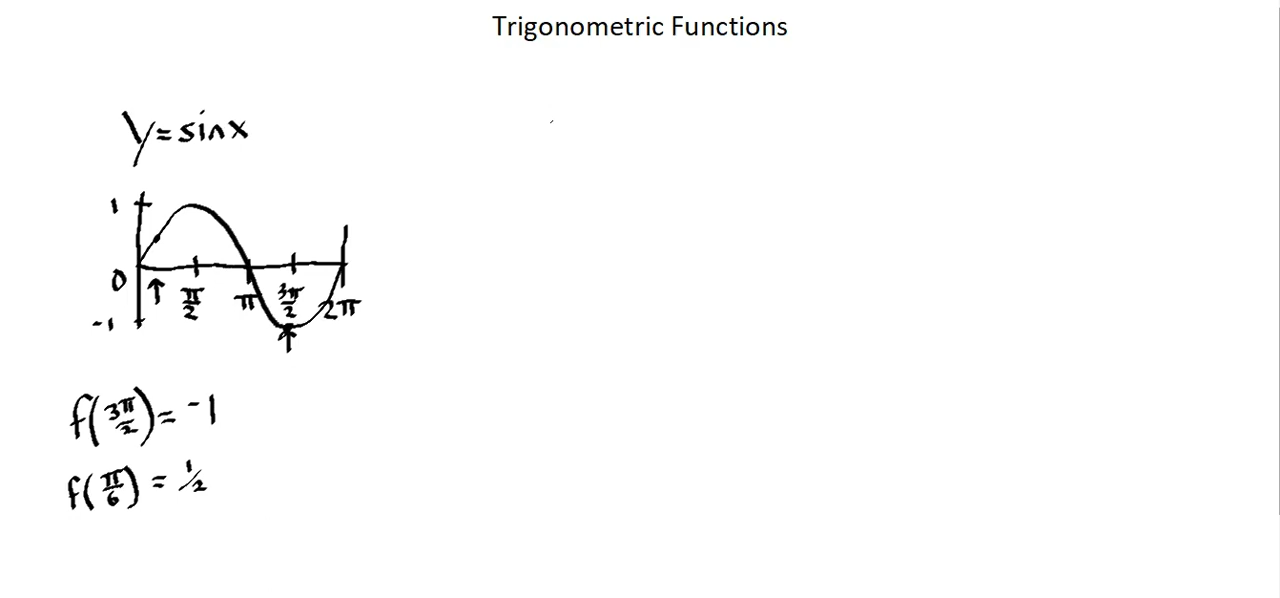 Trigonometric Functions
y=sinx
1
0
π/2
π
3π/2
2π
-1
f(3π/2)=-1
f(π/6)=1/2